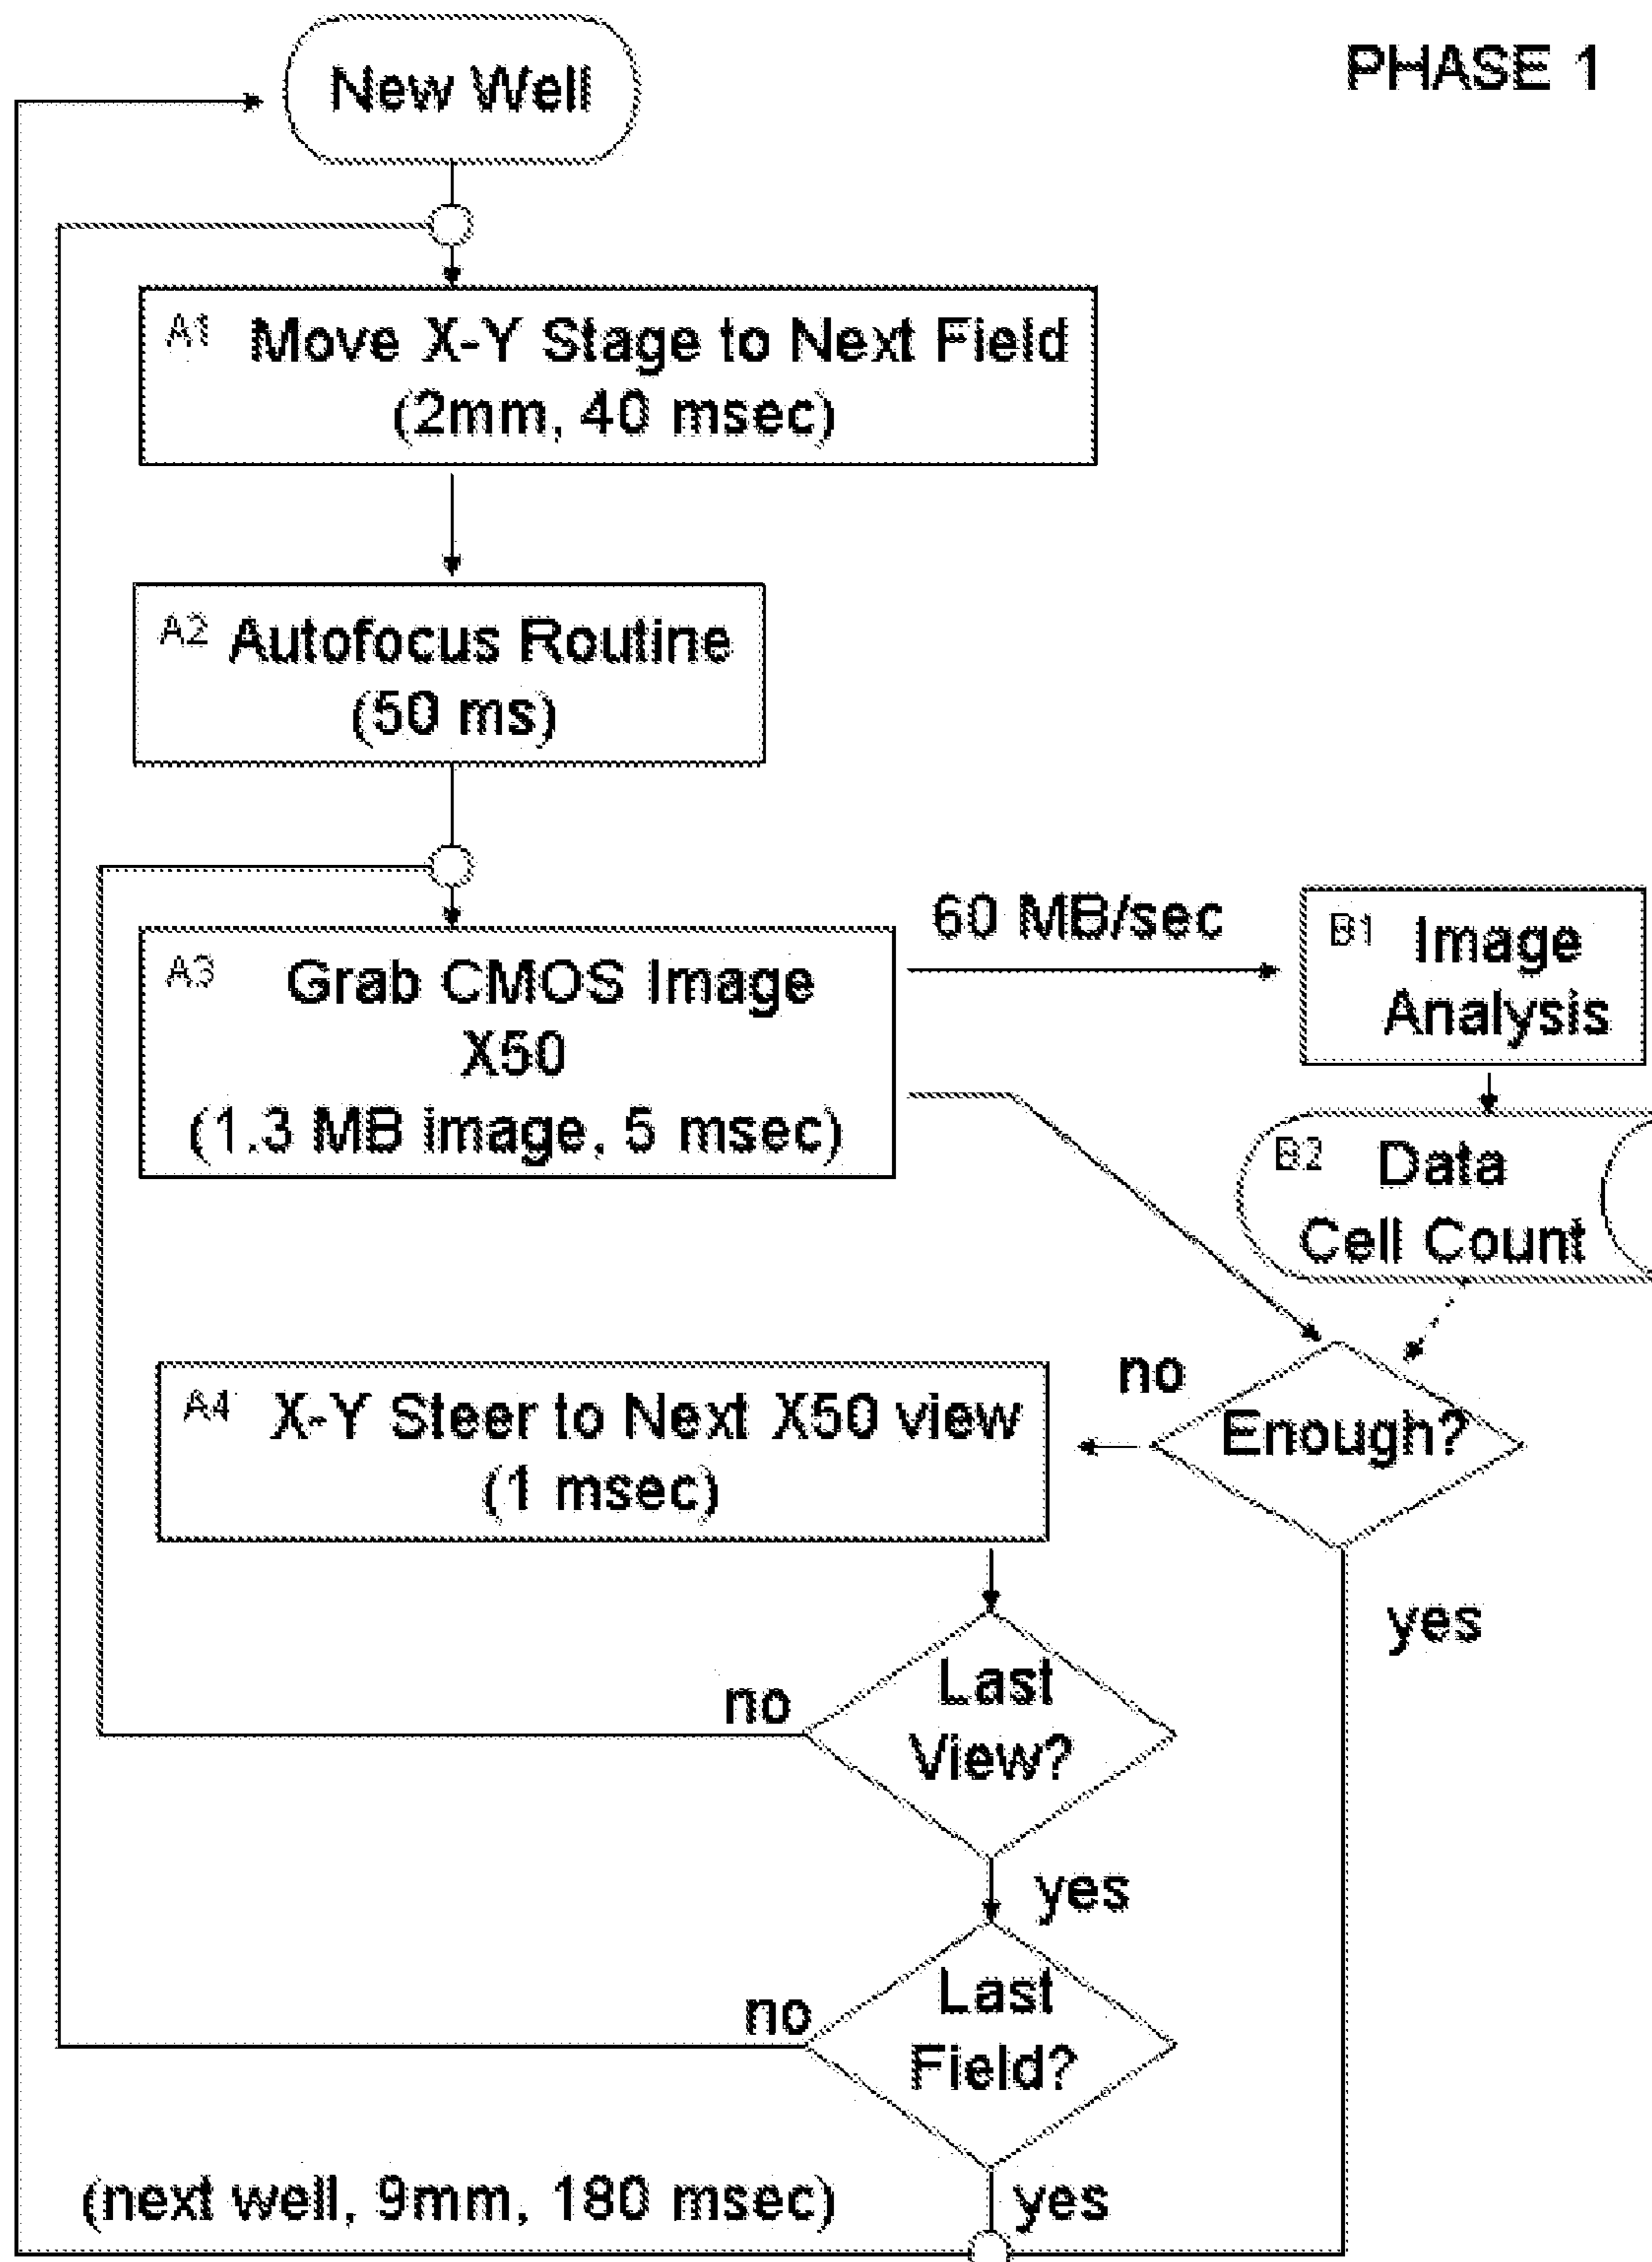 PHASE 1
New Well
A1 Move X-Y Stage to Next Field
(2mm, 40 msec)
A2 Autofocus Routine
(50 ms)
60 MB/sec
A3 Grab CMOS Image
X50
(1.3 MB image, 5 msec)
B1 Image
Analysis
B2 Data
Cell Count
no
Enough?
yes
A4 X-Y Steer to Next X50 view
(1 msec)
Last
View?
no
yes
Last
Field?
no
yes
(next well, 9mm, 180 msec)